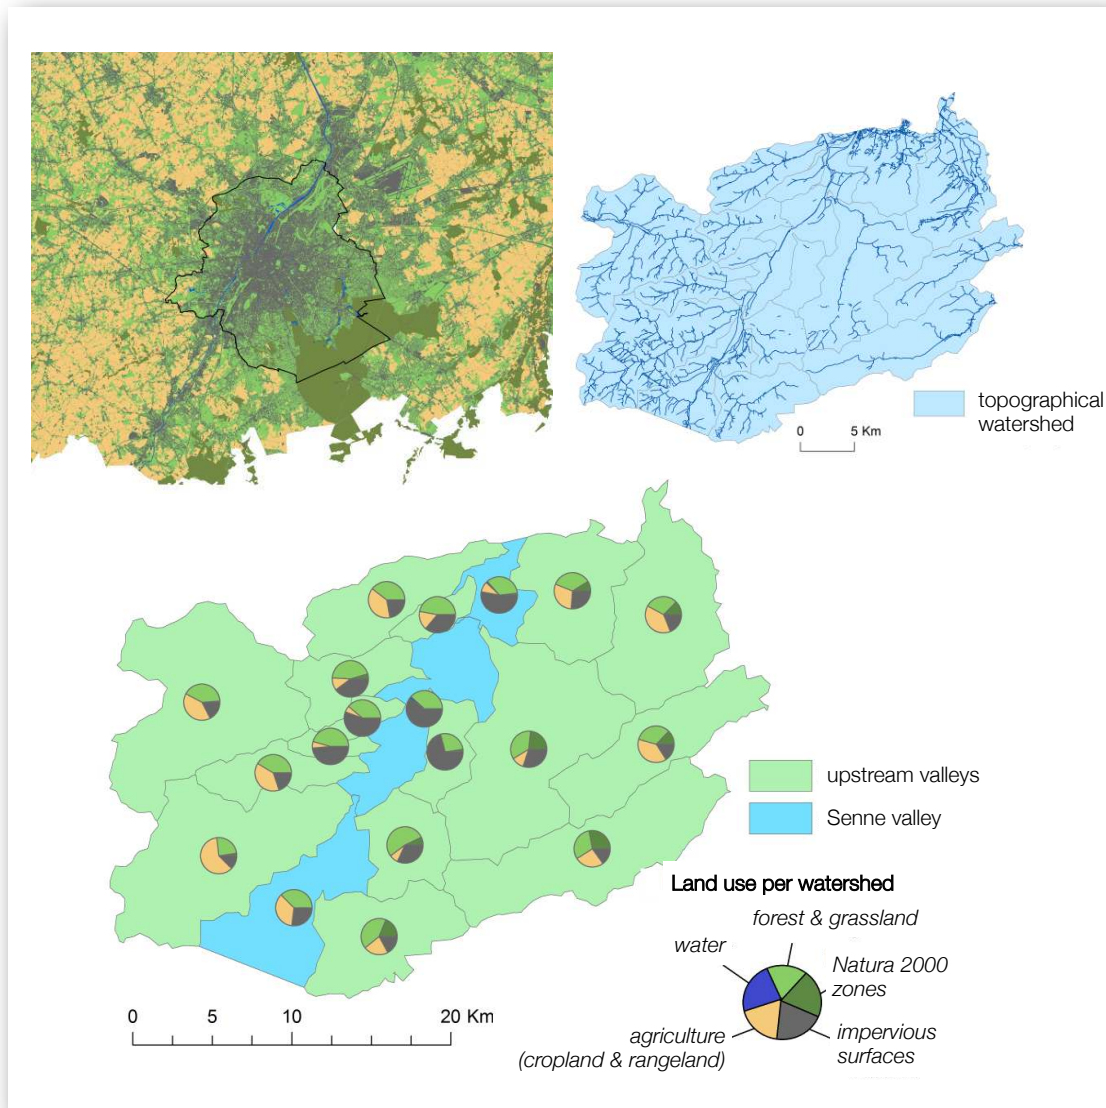 topographical
watershed
0 5 Km
upstream valleys
Senne valley
Land use per watershed
forest & grassland
water
Natura 2000
zones
agriculture
(cropland & rangeland)
impervious
surfaces
0 5 10 20 Km